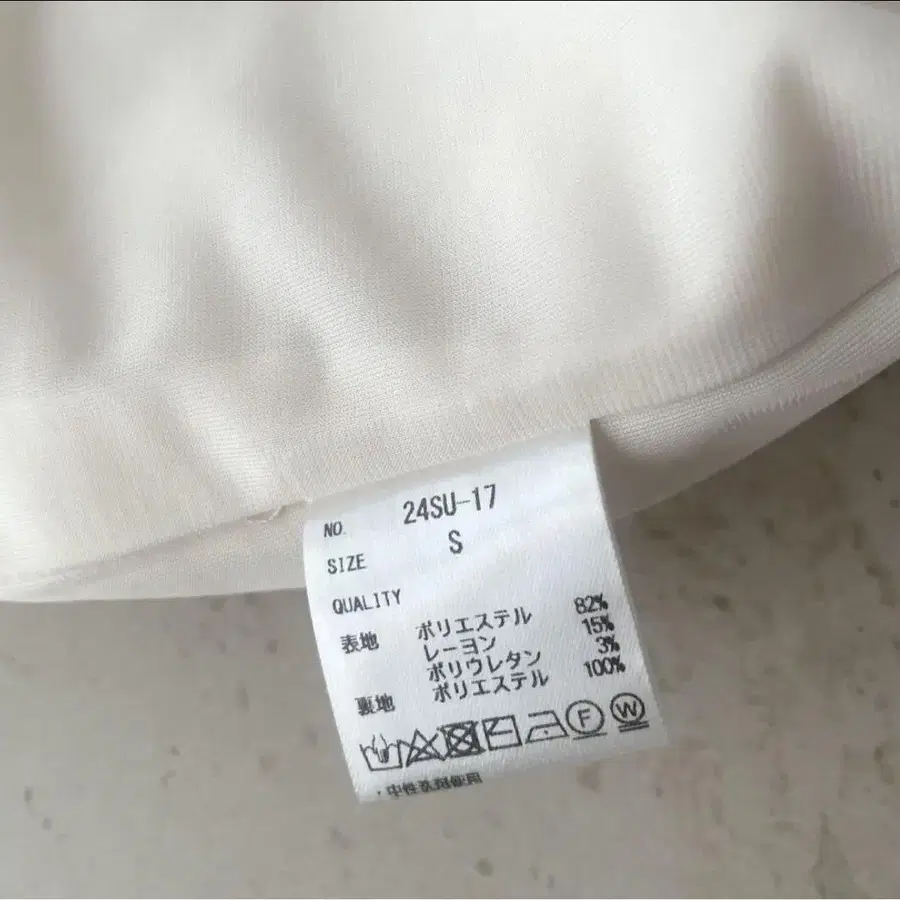 NO. 24SU-17
SIZE S
QUALITY
表地 ポリエステル 82%
レーヨン 15%
ポリウレタン 3%
裏地 ポリエステル 100%
F W
・中性洗剤使用